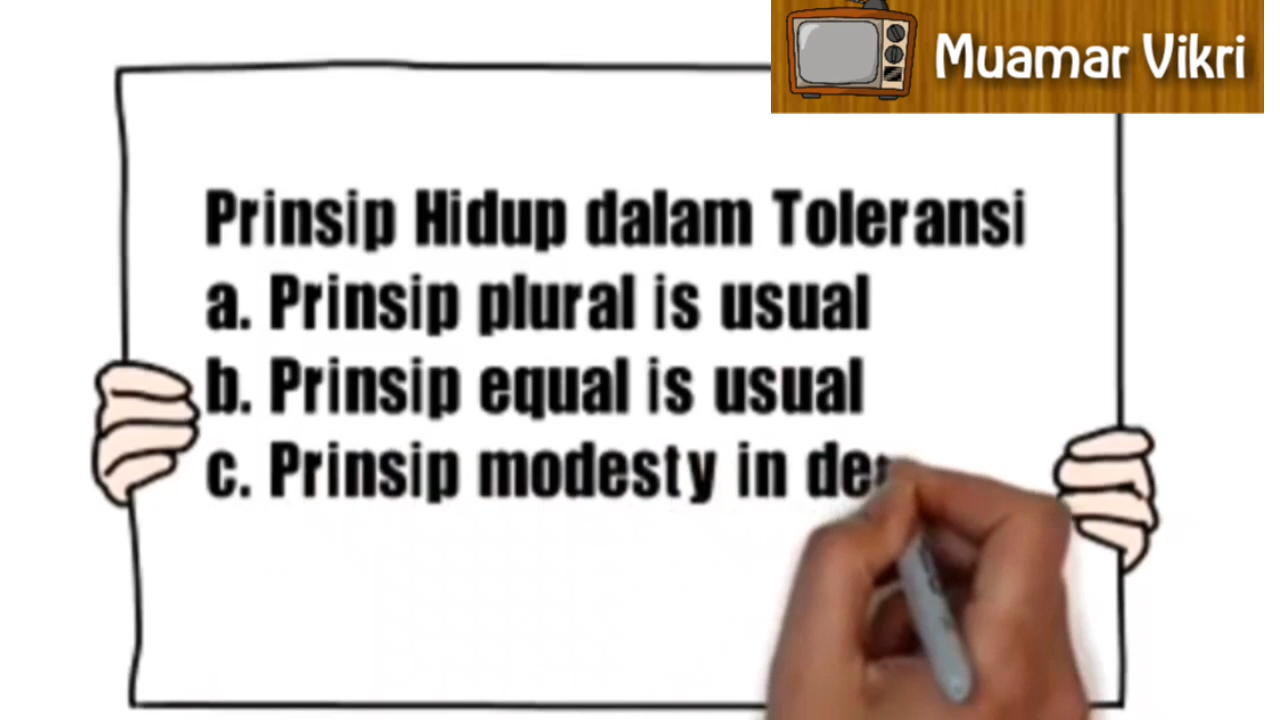 Muamar Vikri
Prinsip Hidup dalam Toleransi
a. Prinsip plural is usual
b. Prinsip equal is usual
c. Prinsip modesty in